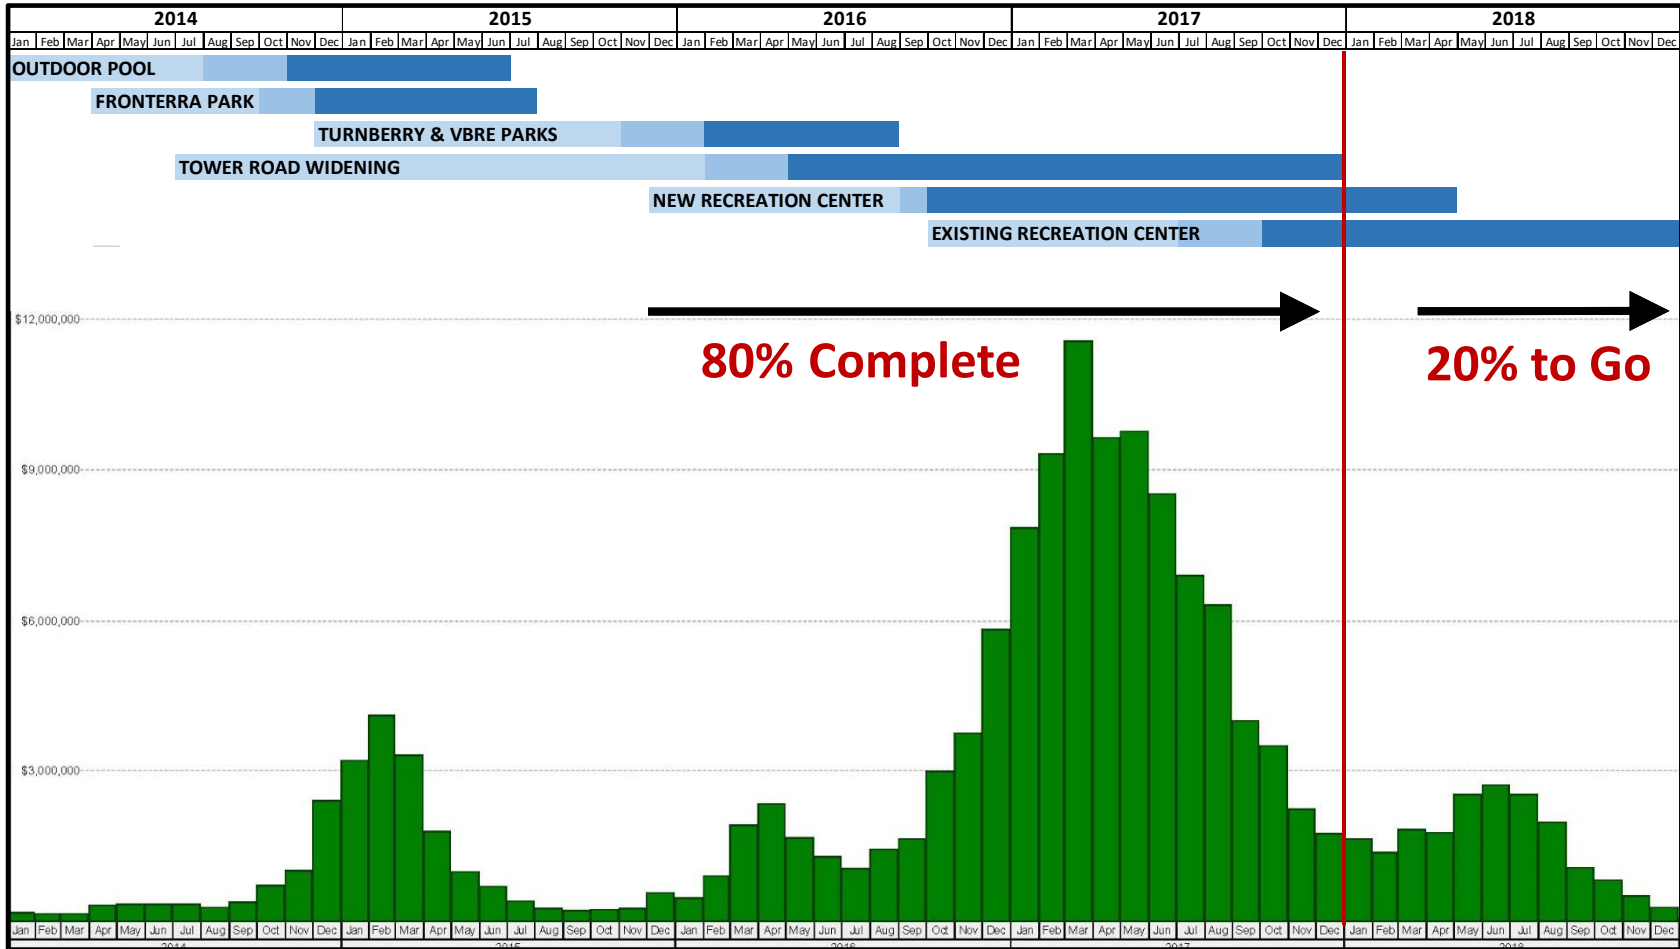 2014 2015 2016 2017 2018
Jan Feb Mar Apr May Jun Jul Aug Sep Oct Nov Dec Jan Feb Mar Apr May Jun Jul Aug Sep Oct Nov Dec Jan Feb Mar Apr May Jun Jul Aug Sep Oct Nov Dec Jan Feb Mar Apr May Jun Jul Aug Sep Oct Nov Dec Jan Feb Mar Apr May Jun Jul Aug Sep Oct Nov Dec
OUTDOOR POOL
FRONTERRA PARK
TURNBERRY & VBRE PARKS
TOWER ROAD WIDENING
NEW RECREATION CENTER
EXISTING RECREATION CENTER
$12,000,000
80% Complete 20% to Go
$9,000,000
$6,000,000
$3,000,000
Jan Feb Mar Apr May Jun Jul Aug Sep Oct Nov Dec Jan Feb Mar Apr May Jun Jul Aug Sep Oct Nov Dec Jan Feb Mar Apr May Jun Jul Aug Sep Oct Nov Dec Jan Feb Mar Apr May Jun Jul Aug Sep Oct Nov Dec Jan Feb Mar Apr May Jun Jul Aug Sep Oct Nov Dec
2014 2015 2016 2017 2018